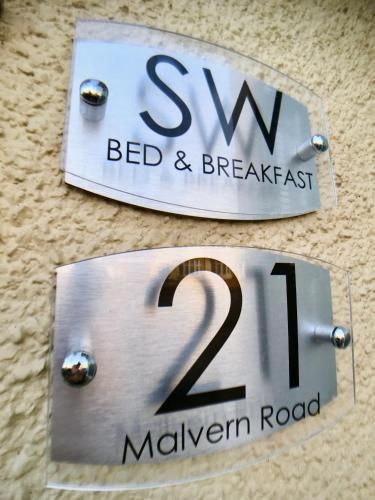 SW
BED & BREAKFAST
21
Malvern Road